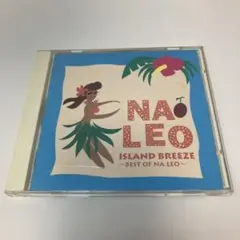 NA
LEO
ISLAND BREEZE
~BEST OF NA LEO~